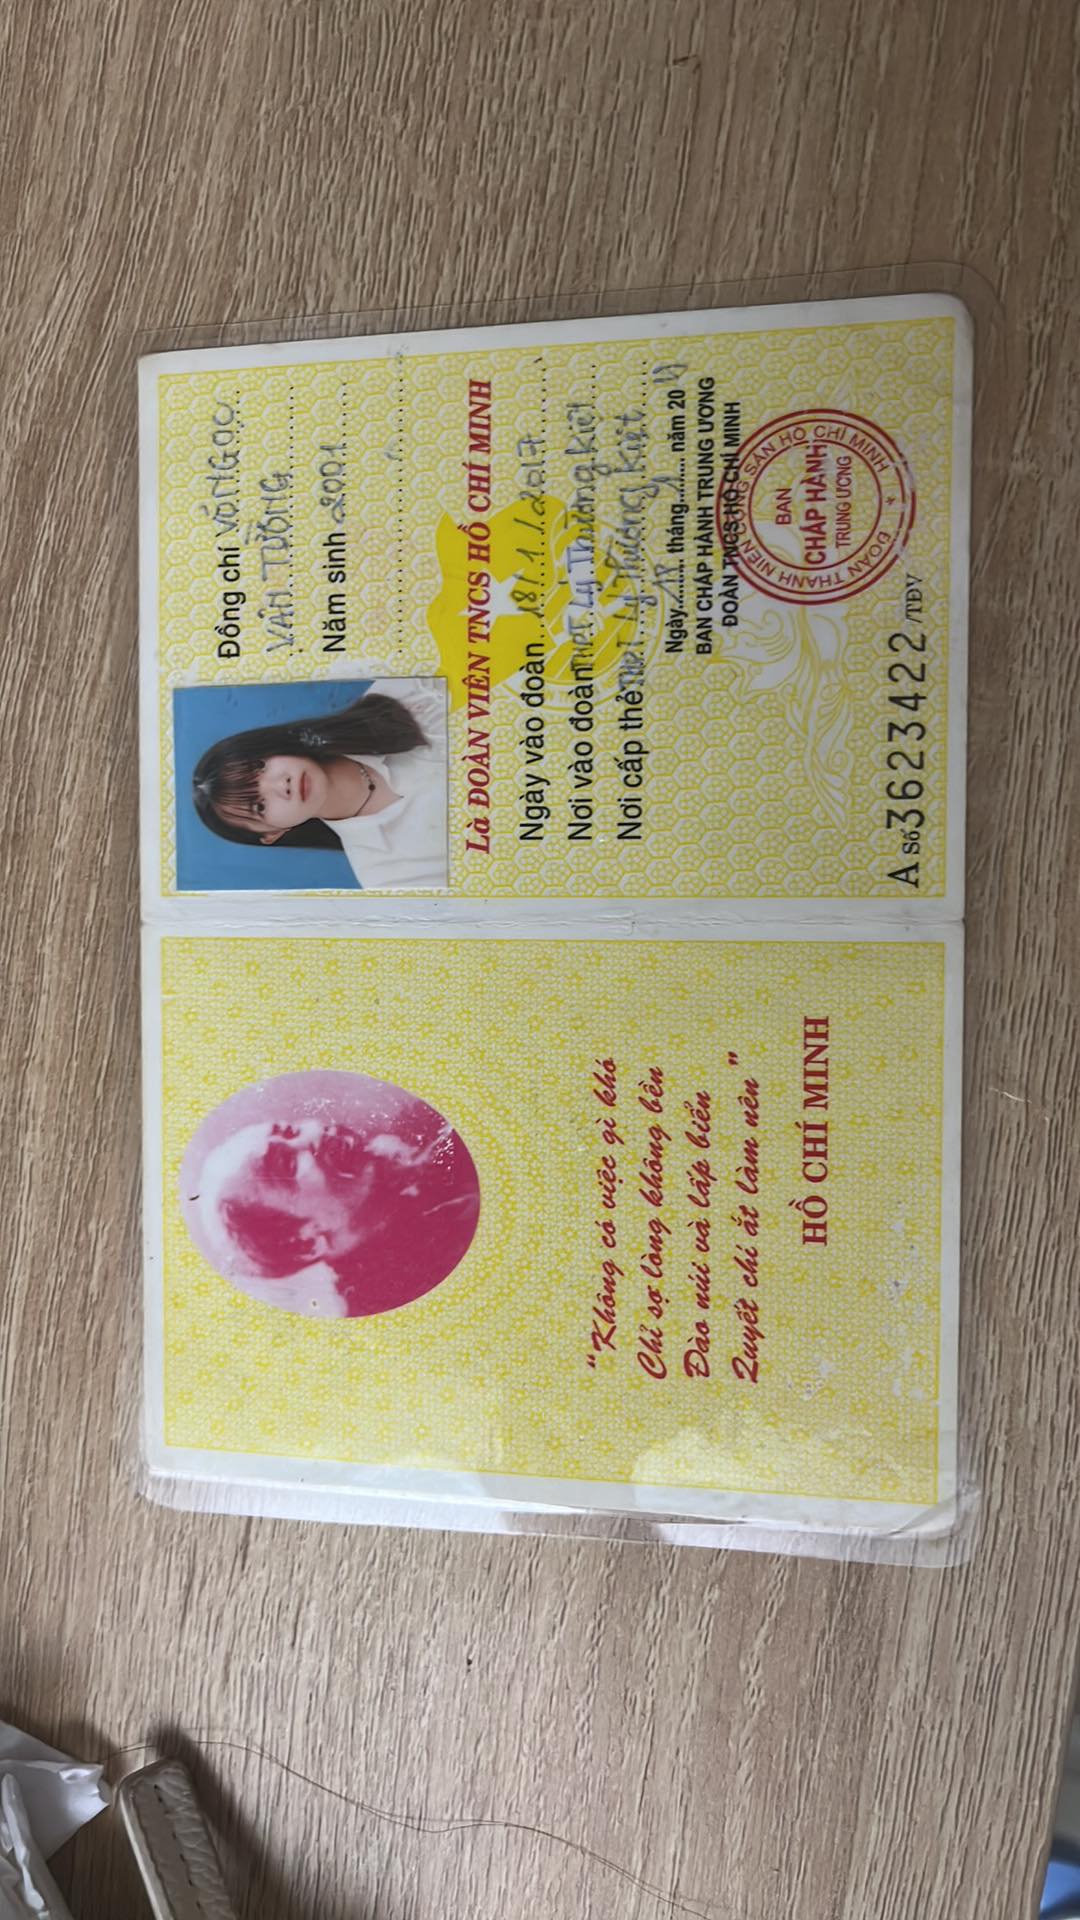 "Không có việc gì khó
Chỉ sợ lòng không bền
Đào núi và lấp biển
Quyết chí ắt làm nên"
HỒ CHÍ MINH
Đồng chí VÕ NGỌC
VÂN TƯỜNG
Năm sinh 2001
Là ĐOÀN VIÊN TNCS HỒ CHÍ MINH
Ngày vào đoàn 18/1/2017
Nơi vào đoàn THPT Lý Thường Kiệt
Nơi cấp thẻ THPT Lý Thường Kiệt
Ngày 18 tháng 1 năm 20
BAN CHẤP HÀNH TRUNG ƯƠNG
ĐOÀN TNCS HỒ CHÍ MINH
ĐOÀN THANH NIÊN CỘNG SẢN HỒ CHÍ MINH
BAN
CHẤP HÀNH
TRUNG ƯƠNG
A Số 3623422 /TĐV